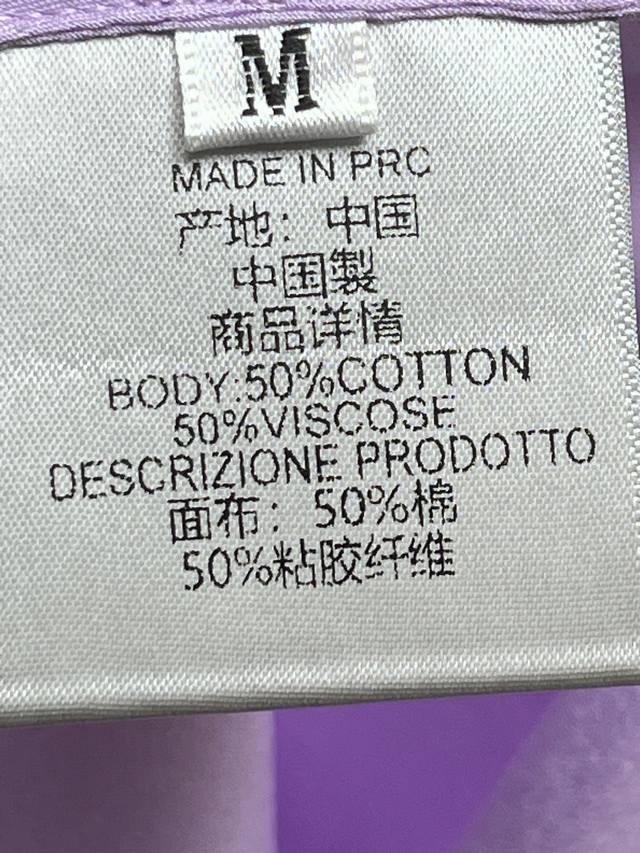 M
MADE IN PRC
产地：中国
中国製
商品详情
BODY:50%COTTON
50%VISCOSE
DESCRIZIONE PRODOTTO
面布：50%棉
50%粘胶纤维